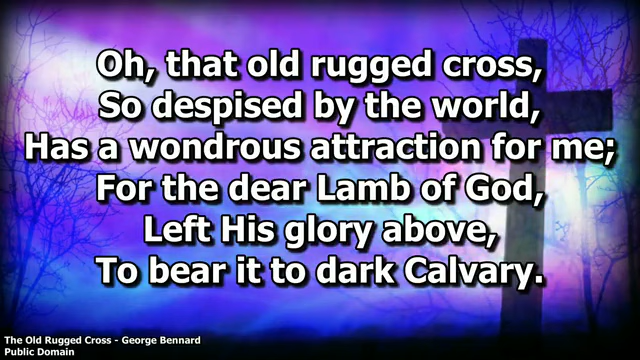 Oh, that old rugged cross,
So despised by the world,
Has a wondrous attraction for me;
For the dear Lamb of God,
Left His glory above,
To bear it to dark Calvary.
The Old Rugged Cross - George Bennard
Public Domain